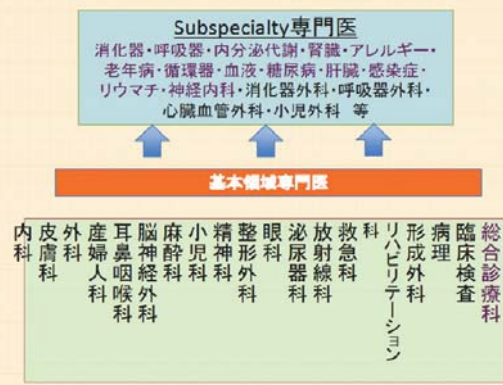 Subspecialty専門医
消化器・呼吸器・内分泌代謝・腎臓・アレルギー・
老年病・循環器・血液・糖尿病・肝臓・感染症・
リウマチ・神経内科・消化器外科・呼吸器外科・
心臓血管外科・小児外科 等
基本領域専門医
内科
皮膚科
外科
産婦人科
耳鼻咽喉科
脳神経外科
麻酔科
小児科
精神科
整形外科
眼科
泌尿器科
放射線科
救急科
リハビリテーション科
形成外科
病理
臨床検査
総合診療科